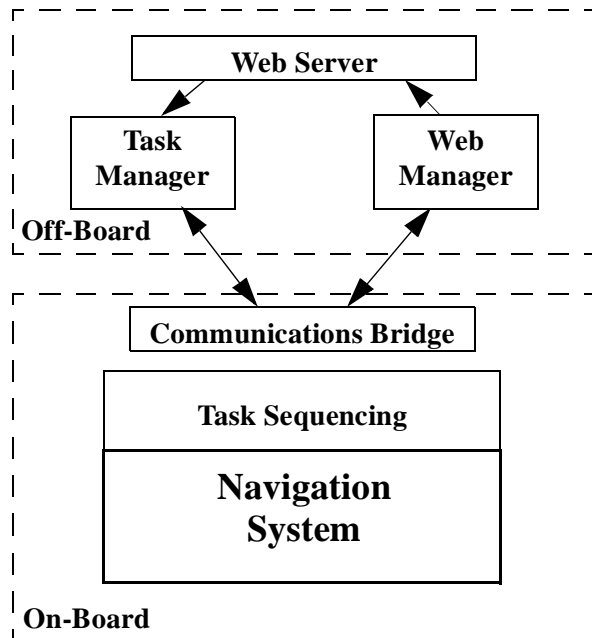 Web Server
Task
Manager
Web
Manager
Off-Board
Communications Bridge
Task Sequencing
Navigation
System
On-Board